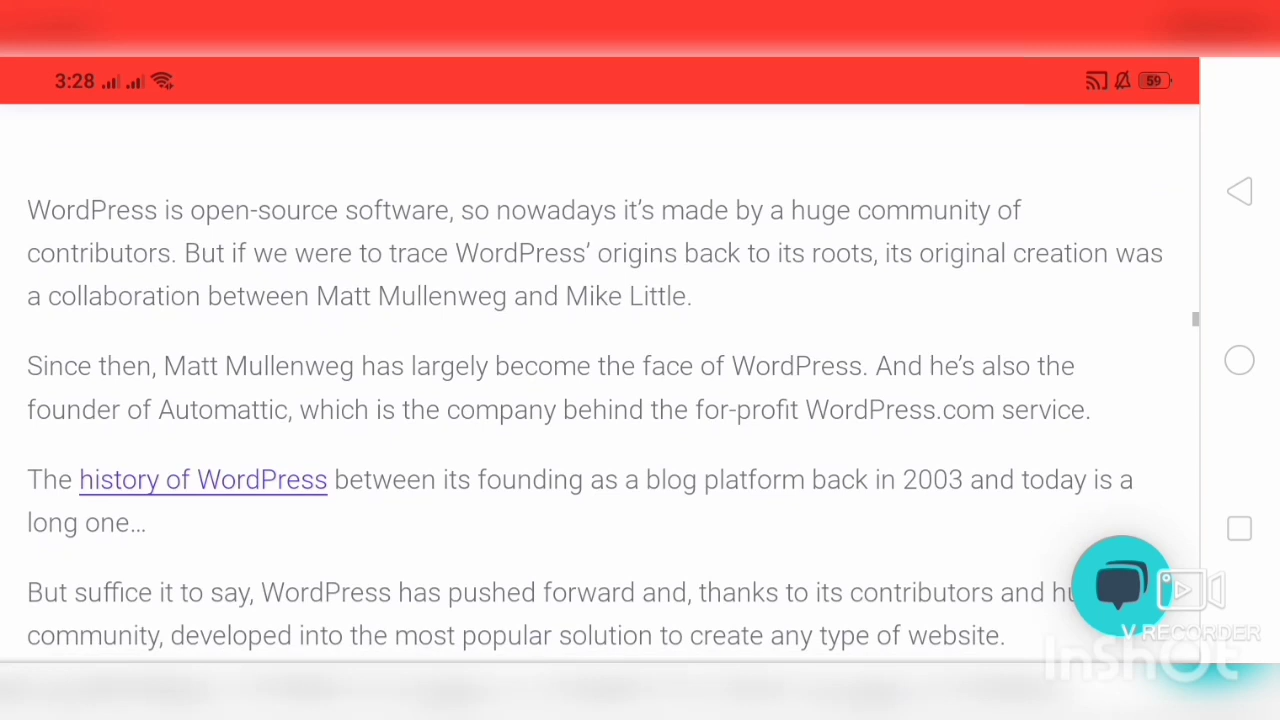 3:28
59
WordPress is open-source software, so nowadays it's made by a huge community of
contributors. But if we were to trace WordPress' origins back to its roots, its original creation was
a collaboration between Matt Mullenweg and Mike Little.
Since then, Matt Mullenweg has largely become the face of WordPress. And he's also the
founder of Automattic, which is the company behind the for-profit WordPress.com service.
The history of WordPress between its founding as a blog platform back in 2003 and today is a
long one...
But suffice it to say, WordPress has pushed forward and, thanks to its contributors and
community, developed into the most popular solution to create any type of website.
V RECORDER
InShot